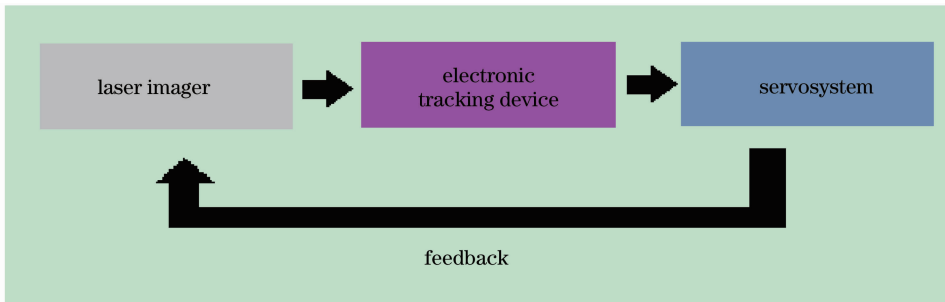 laser imager
electronic
tracking device
servosystem
feedback